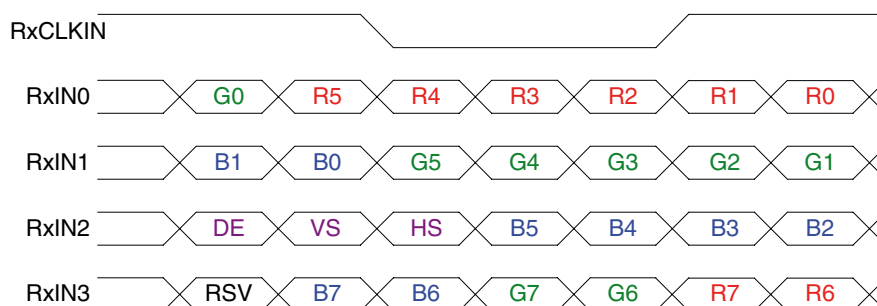 RxCLKIN
RxIN0 G0 R5 R4 R3 R2 R1 R0
RxIN1 B1 B0 G5 G4 G3 G2 G1
RxIN2 DE VS HS B5 B4 B3 B2
RxIN3 RSV B7 B6 G7 G6 R7 R6